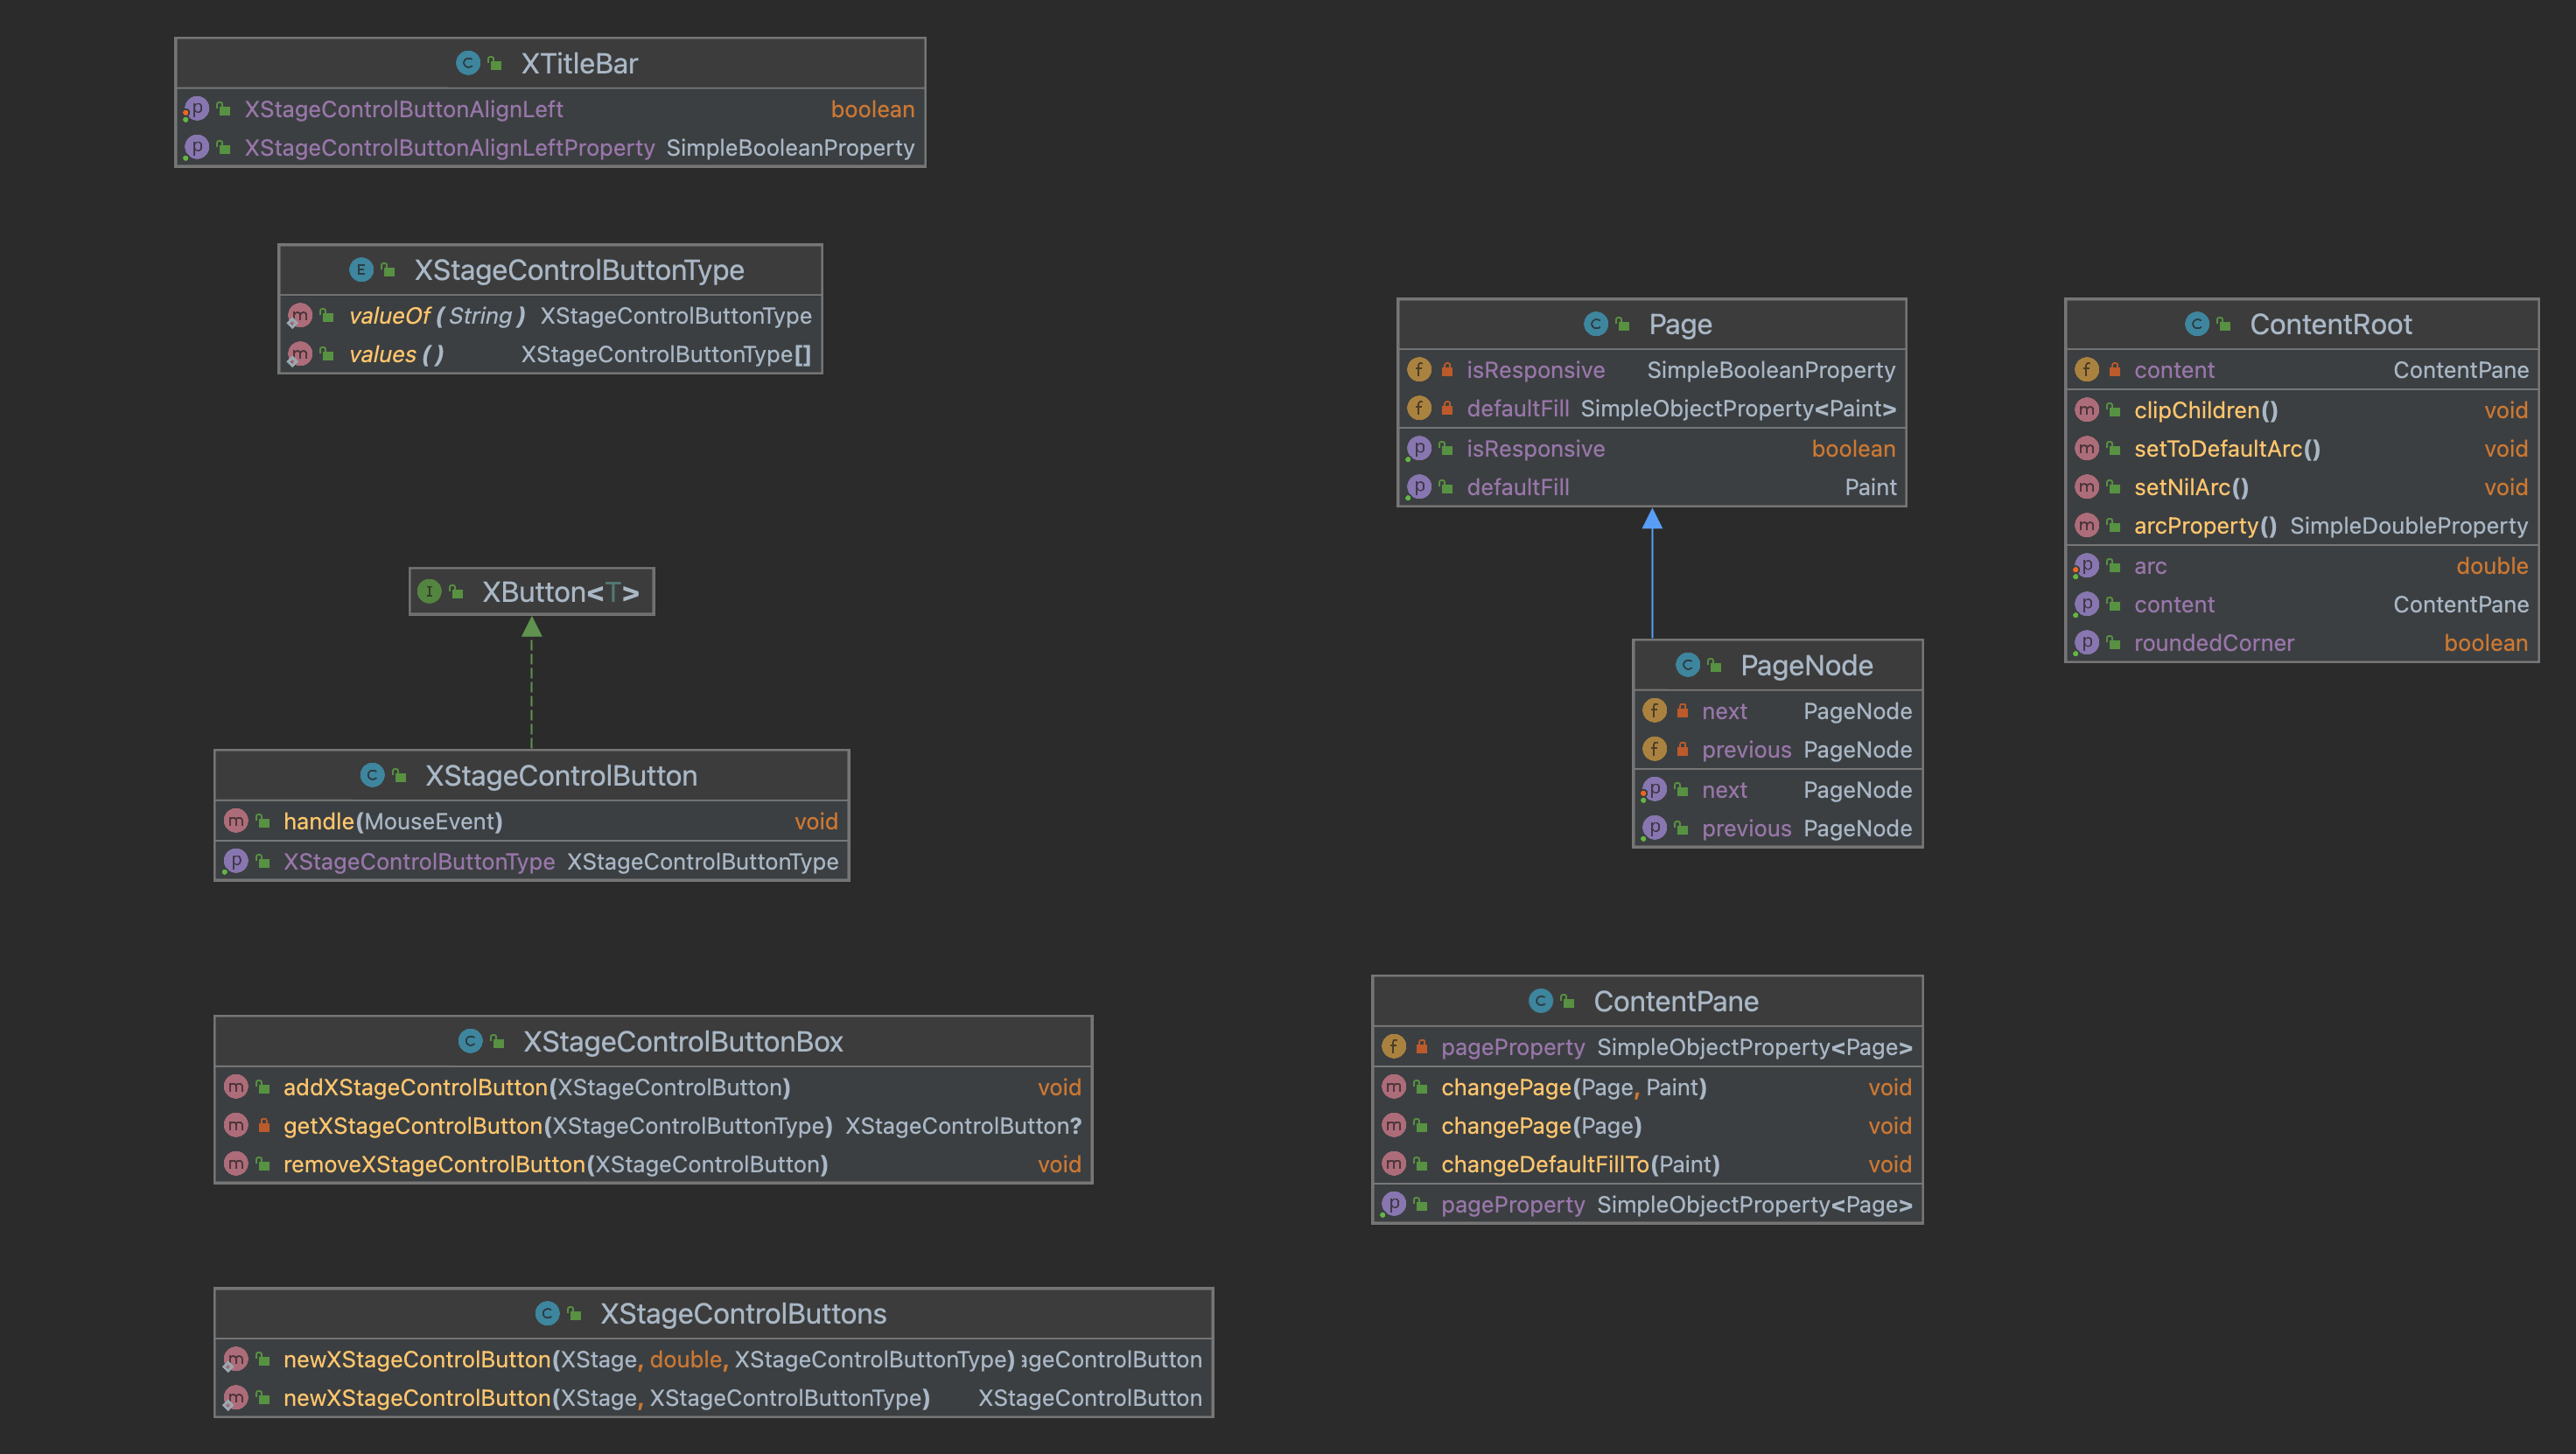 XTitleBar
XStageControlButtonAlignLeft boolean
XStageControlButtonAlignLeftProperty SimpleBooleanProperty
XStageControlButtonType
valueOf(String) XStageControlButtonType
values() XStageControlButtonType[]
XButton<T>
XStageControlButton
handle(MouseEvent) void
XStageControlButtonType XStageControlButtonType
XStageControlButtonBox
addXStageControlButton(XStageControlButton) void
getXStageControlButton(XStageControlButtonType) XStageControlButton?
removeXStageControlButton(XStageControlButton) void
XStageControlButtons
newXStageControlButton(XStage, double, XStageControlButtonType) ageControlButton
newXStageControlButton(XStage, XStageControlButtonType) XStageControlButton
Page
isResponsive SimpleBooleanProperty
defaultFill SimpleObjectProperty<Paint>
isResponsive boolean
defaultFill Paint
PageNode
next PageNode
previous PageNode
next PageNode
previous PageNode
ContentPane
pageProperty SimpleObjectProperty<Page>
changePage(Page, Paint) void
changePage(Page) void
changeDefaultFillTo(Paint) void
pageProperty SimpleObjectProperty<Page>
ContentRoot
content ContentPane
clipChildren() void
setToDefaultArc() void
setNilArc() void
arcProperty() SimpleDoubleProperty
arc double
content ContentPane
roundedCorner boolean